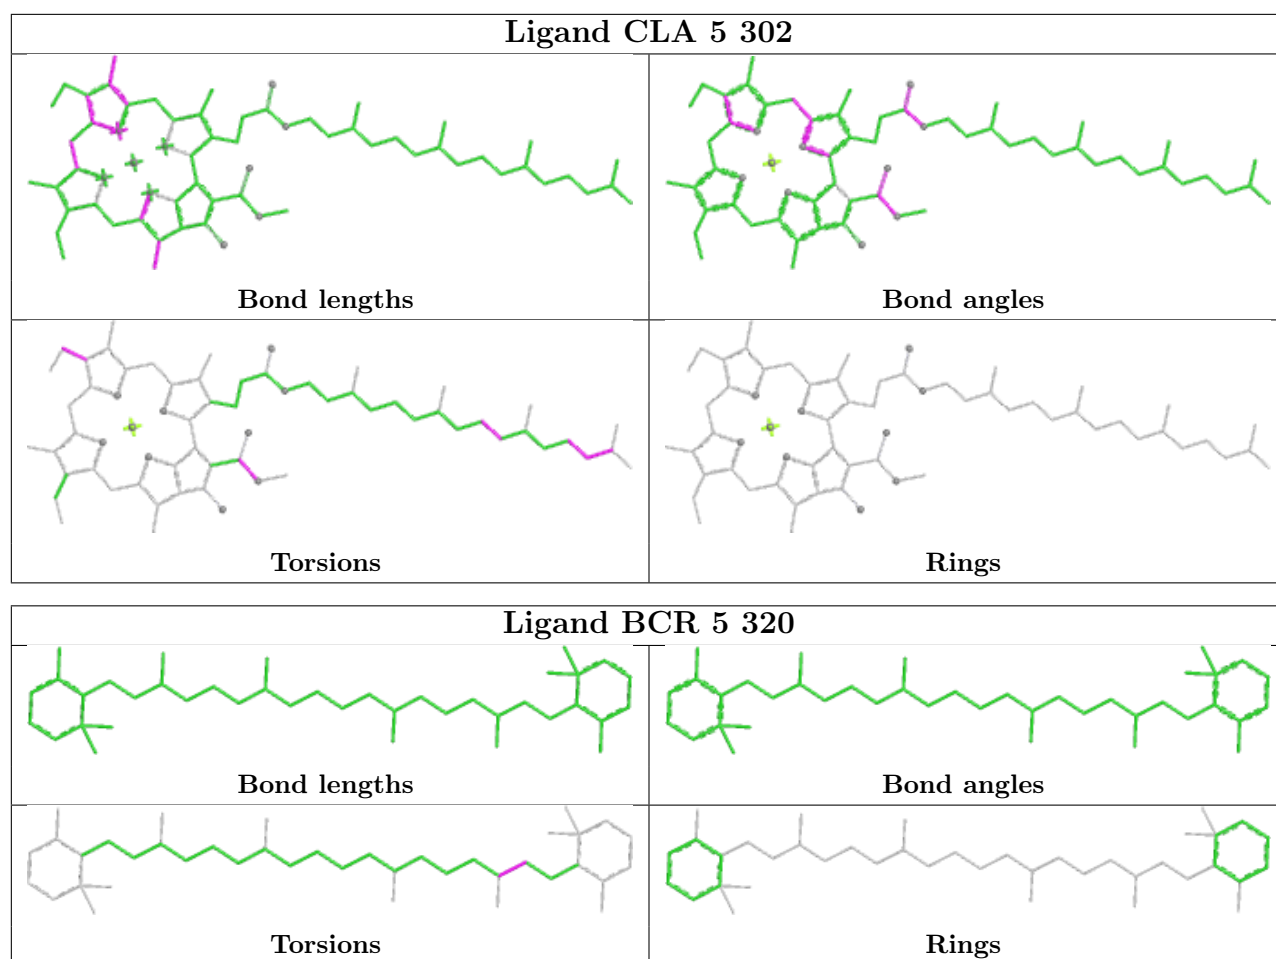 Ligand CLA 5 302
Bond lengths
Bond angles
Torsions
Rings
Ligand BCR 5 320
Bond lengths
Bond angles
Torsions
Rings